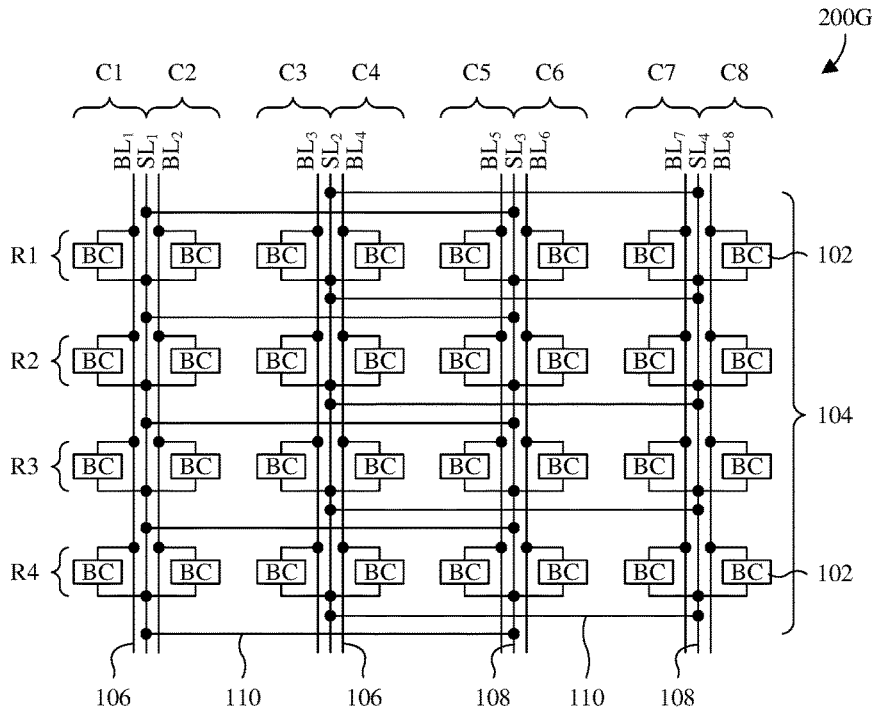 200G
C1 C2 C3 C4 C5 C6 C7 C8
BL₁ SL₁ BL₂ BL₃ SL₂ BL₄ BL₅ SL₃ BL₆ BL₇ SL₄ BL₈
R1 BC BC BC BC BC BC BC BC 102
R2 BC BC BC BC BC BC BC BC
104
R3 BC BC BC BC BC BC BC BC
R4 BC BC BC BC BC BC BC BC 102
106 110 106 108 110 108